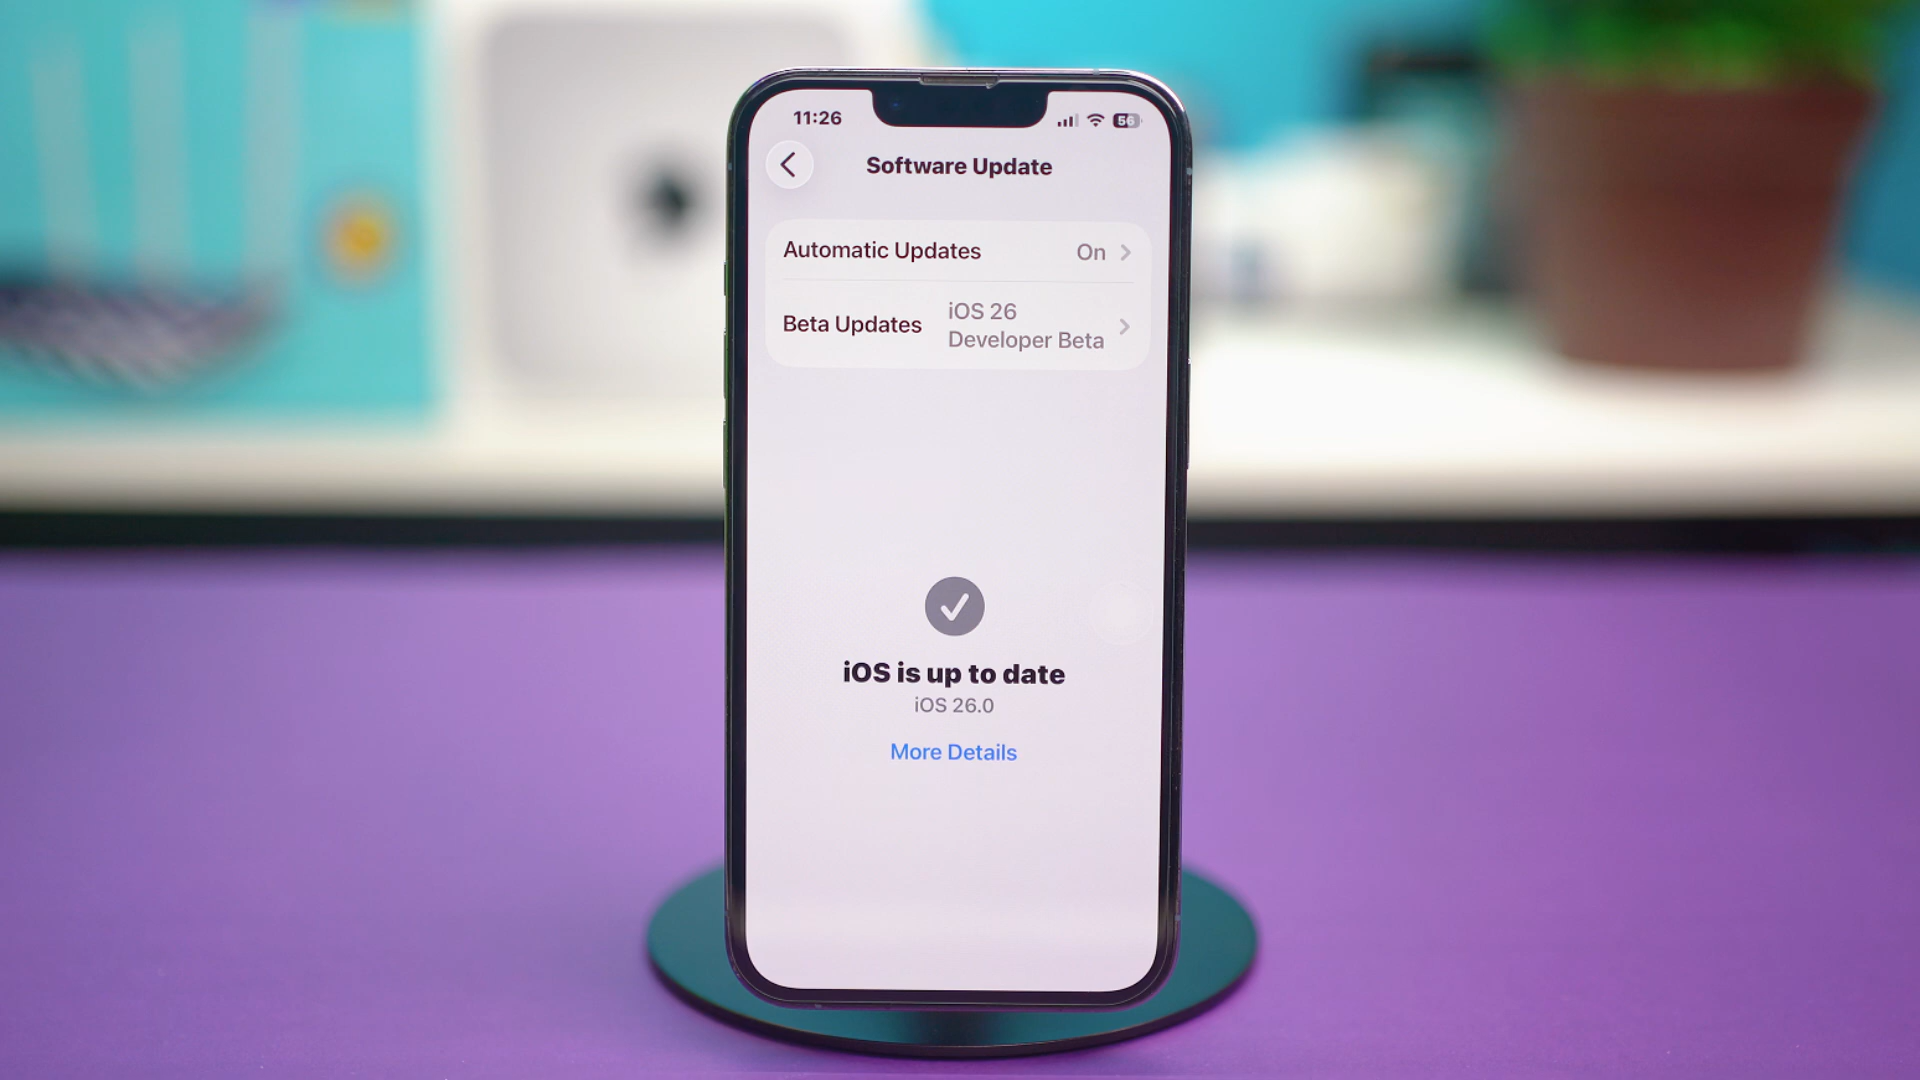 11:26
56
Software Update
Automatic Updates On
Beta Updates
iOS 26
Developer Beta
iOS is up to date
iOS 26.0
More Details